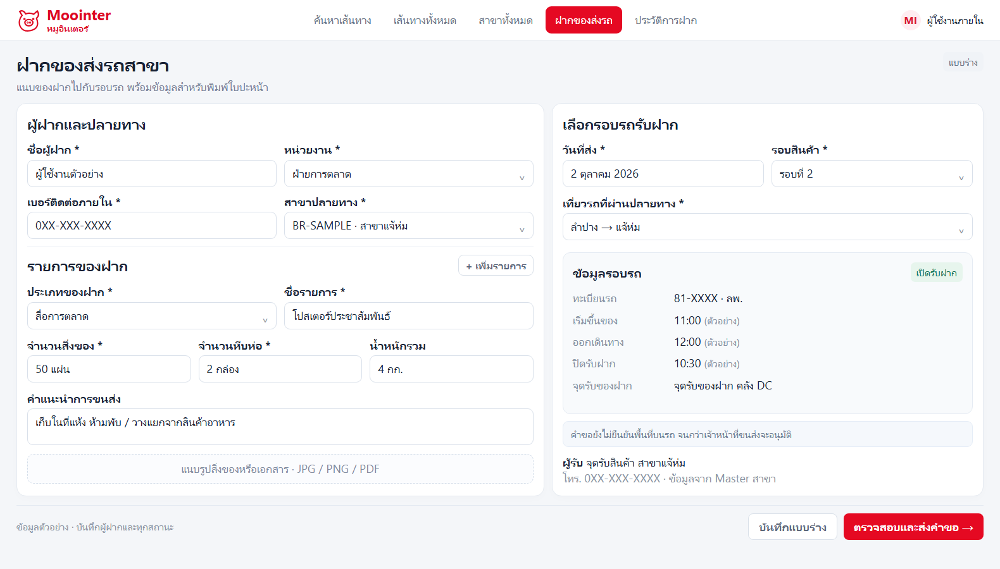 Moointer
หมูอินเตอร์
ค้นหาเส้นทาง
เส้นทางทั้งหมด
สาขาทั้งหมด
ฝากของส่งรถ
ประวัติการฝาก
MI
ผู้ใช้งานภายใน
ฝากของส่งรถสาขา
แบบร่าง
แนบของฝากไปกับรอบรถ พร้อมข้อมูลสำหรับพิมพ์ใบปะหน้า
ผู้ฝากและปลายทาง
ชื่อผู้ฝาก *
หน่วยงาน *
ผู้ใช้งานตัวอย่าง
ฝ่ายการตลาด
เบอร์ติดต่อภายใน *
สาขาปลายทาง *
0XX-XXX-XXXX
BR-SAMPLE · สาขาแจ้ห่ม
รายการของฝาก
+ เพิ่มรายการ
ประเภทของฝาก *
ชื่อรายการ *
สื่อการตลาด
โปสเตอร์ประชาสัมพันธ์
จำนวนสิ่งของ *
จำนวนหีบห่อ *
น้ำหนักรวม
50 แผ่น
2 กล่อง
4 กก.
คำแนะนำการขนส่ง
เก็บในที่แห้ง ห้ามพับ / วางแยกจากสินค้าอาหาร
แนบรูปสิ่งของหรือเอกสาร · JPG / PNG / PDF
เลือกรอบรถรับฝาก
วันที่ส่ง *
รอบสินค้า *
2 ตุลาคม 2026
รอบที่ 2
เที่ยวรถที่ผ่านปลายทาง *
ลำปาง → แจ้ห่ม
ข้อมูลรอบรถ
เปิดรับฝาก
ทะเบียนรถ
81-XXXX · ลพ.
เริ่มขึ้นของ
11:00 (ตัวอย่าง)
ออกเดินทาง
12:00 (ตัวอย่าง)
ปิดรับฝาก
10:30 (ตัวอย่าง)
จุดรับของฝาก
จุดรับของฝาก คลัง DC
คำขอยังไม่ยืนยันพื้นที่บนรถ จนกว่าเจ้าหน้าที่ขนส่งจะอนุมัติ
ผู้รับ จุดรับสินค้า สาขาแจ้ห่ม
โทร. 0XX-XXX-XXXX · ข้อมูลจาก Master สาขา
ข้อมูลตัวอย่าง · บันทึกผู้ฝากและทุกสถานะ
บันทึกแบบร่าง
ตรวจสอบและส่งคำขอ →